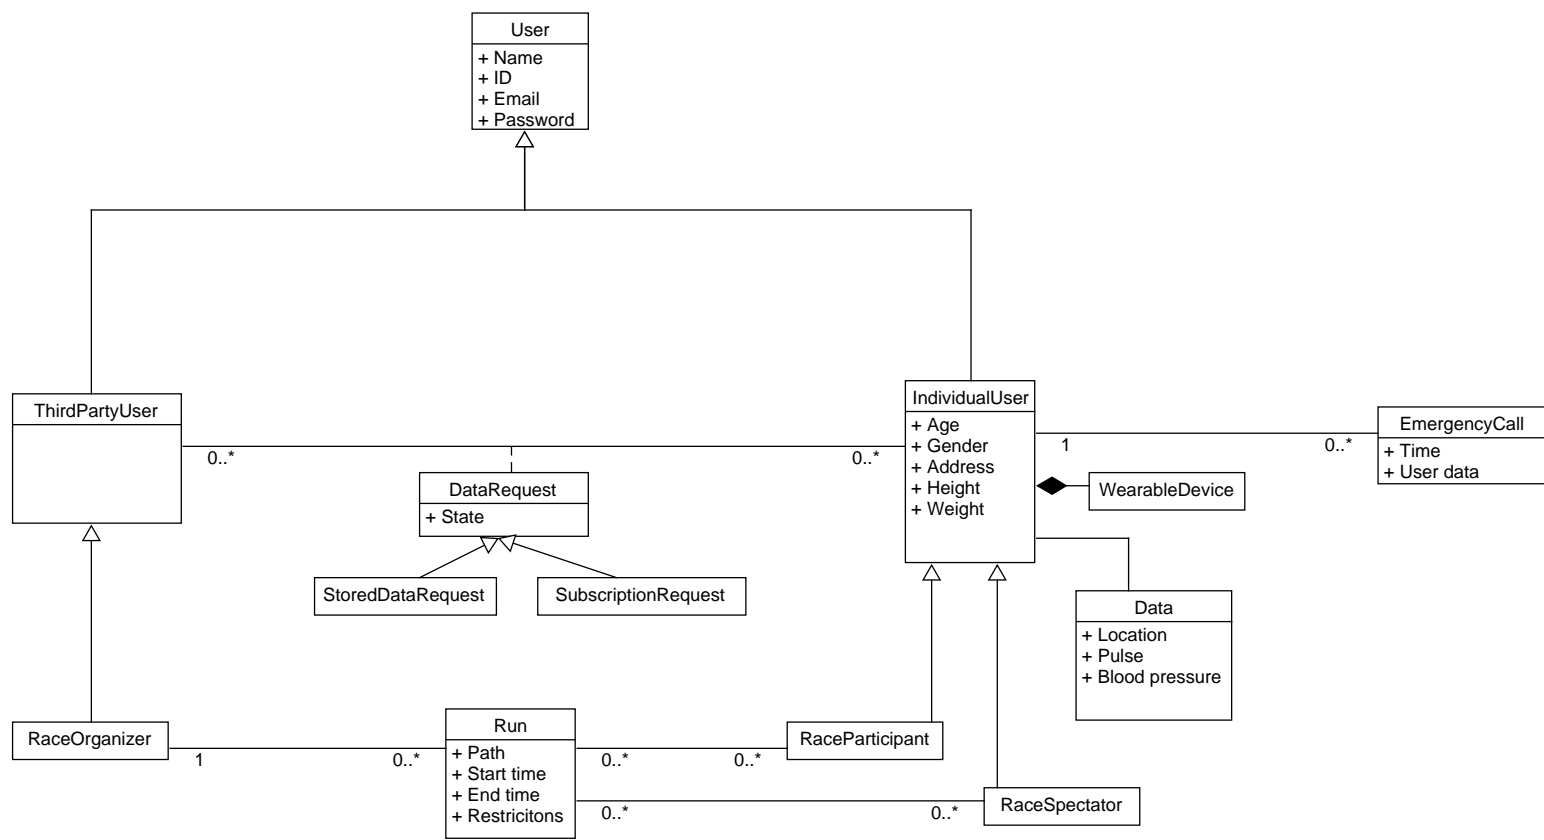 User
+ Name
+ ID
+ Email
+ Password
ThirdPartyUser
0..*
0..*
IndividualUser
+ Age
+ Gender
+ Address
+ Height
+ Weight
1
0..*
EmergencyCall
+ Time
+ User data
DataRequest
+ State
WearableDevice
StoredDataRequest
SubscriptionRequest
Data
+ Location
+ Pulse
+ Blood pressure
RaceOrganizer
1
0..*
Run
+ Path
+ Start time
+ End time
+ Restricitons
0..*
0..*
RaceParticipant
0..*
0..*
RaceSpectator